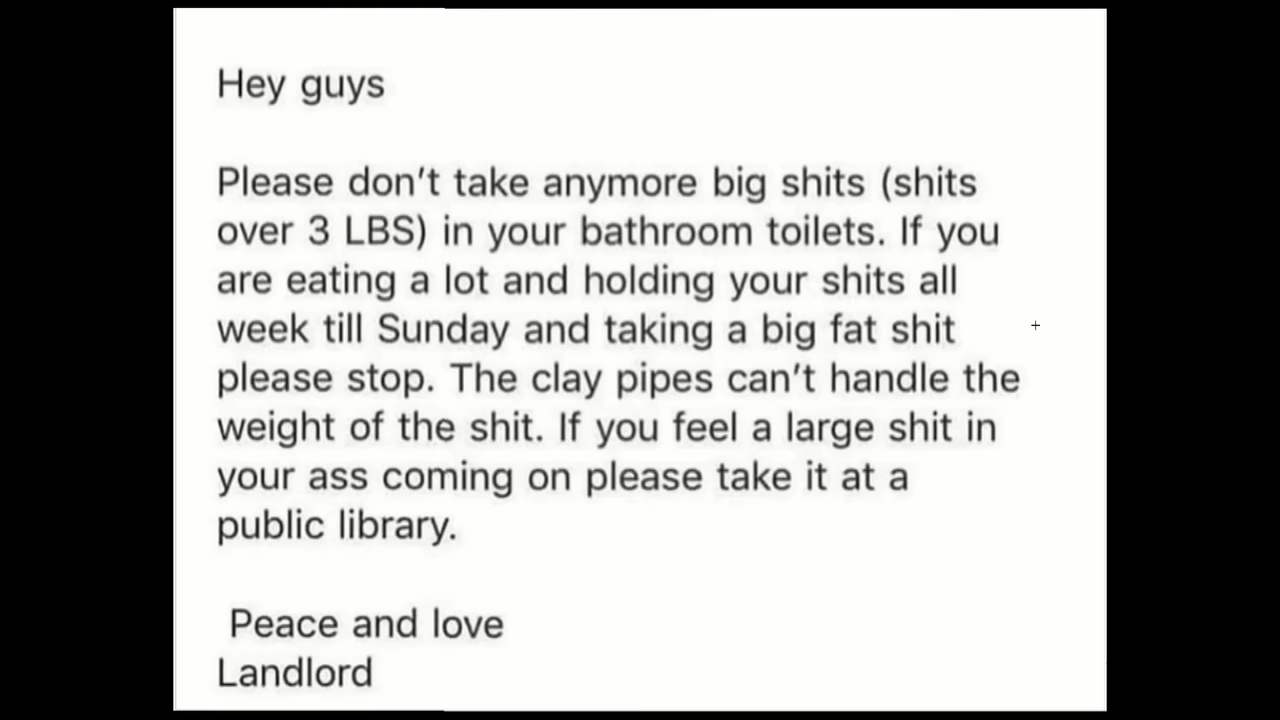 Hey guys
Please don't take anymore big shits (shits
over 3 LBS) in your bathroom toilets. If you
are eating a lot and holding your shits all
week till Sunday and taking a big fat shit
please stop. The clay pipes can't handle the
weight of the shit. If you feel a large shit in
your ass coming on please take it at a
public library.
Peace and love
Landlord